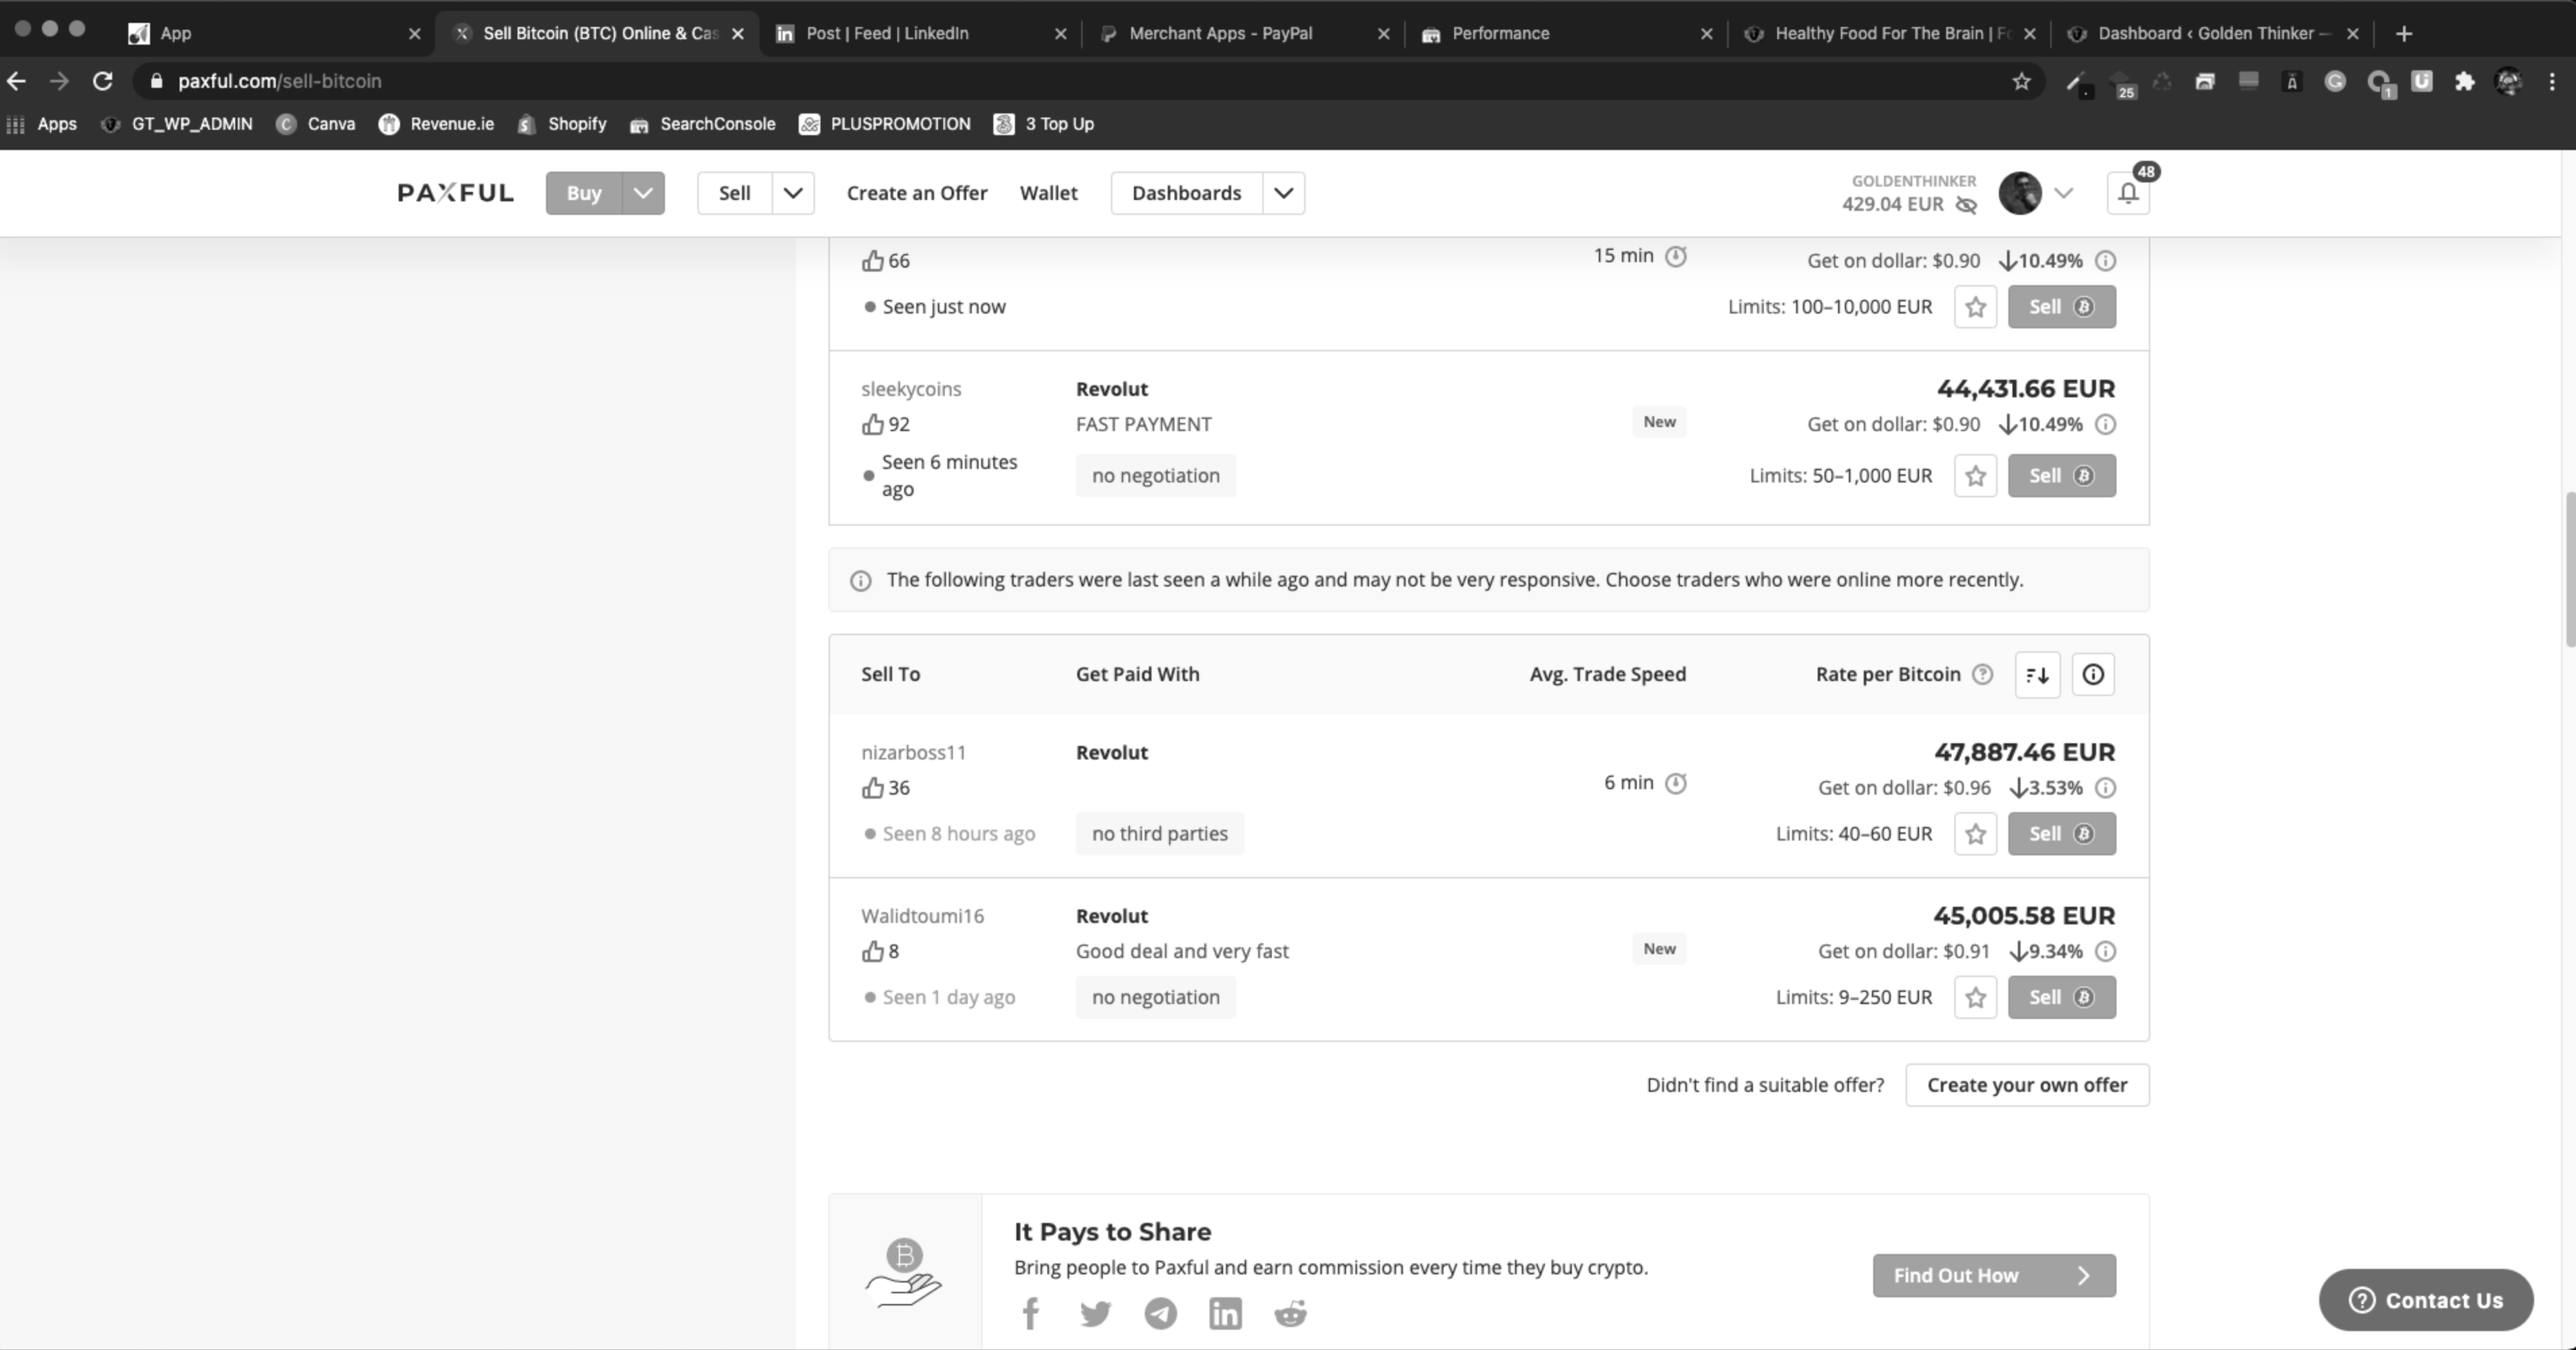 App
Sell Bitcoin (BTC) Online & Cas
Post | Feed | LinkedIn
Merchant Apps - PayPal
Performance
Healthy Food For The Brain | Fo
Dashboard ‹ Golden Thinker —
paxful.com/sell-bitcoin
25
1
Apps
GT_WP_ADMIN
Canva
Revenue.ie
Shopify
SearchConsole
PLUSPROMOTION
3 Top Up
PAXFUL
Buy
Sell
Create an Offer
Wallet
Dashboards
GOLDENTHINKER
429.04 EUR
48
66
15 min
Get on dollar: $0.90 ↓10.49%
Seen just now
Limits: 100–10,000 EUR
Sell
sleekycoins
Revolut
44,431.66 EUR
92
FAST PAYMENT
New
Get on dollar: $0.90 ↓10.49%
Seen 6 minutes
ago
no negotiation
Limits: 50–1,000 EUR
Sell
The following traders were last seen a while ago and may not be very responsive. Choose traders who were online more recently.
Sell To
Get Paid With
Avg. Trade Speed
Rate per Bitcoin
nizarboss11
Revolut
47,887.46 EUR
36
6 min
Get on dollar: $0.96 ↓3.53%
Seen 8 hours ago
no third parties
Limits: 40–60 EUR
Sell
Walidtoumi16
Revolut
45,005.58 EUR
8
Good deal and very fast
New
Get on dollar: $0.91 ↓9.34%
Seen 1 day ago
no negotiation
Limits: 9–250 EUR
Sell
Didn't find a suitable offer?
Create your own offer
It Pays to Share
Bring people to Paxful and earn commission every time they buy crypto.
Find Out How
Contact Us